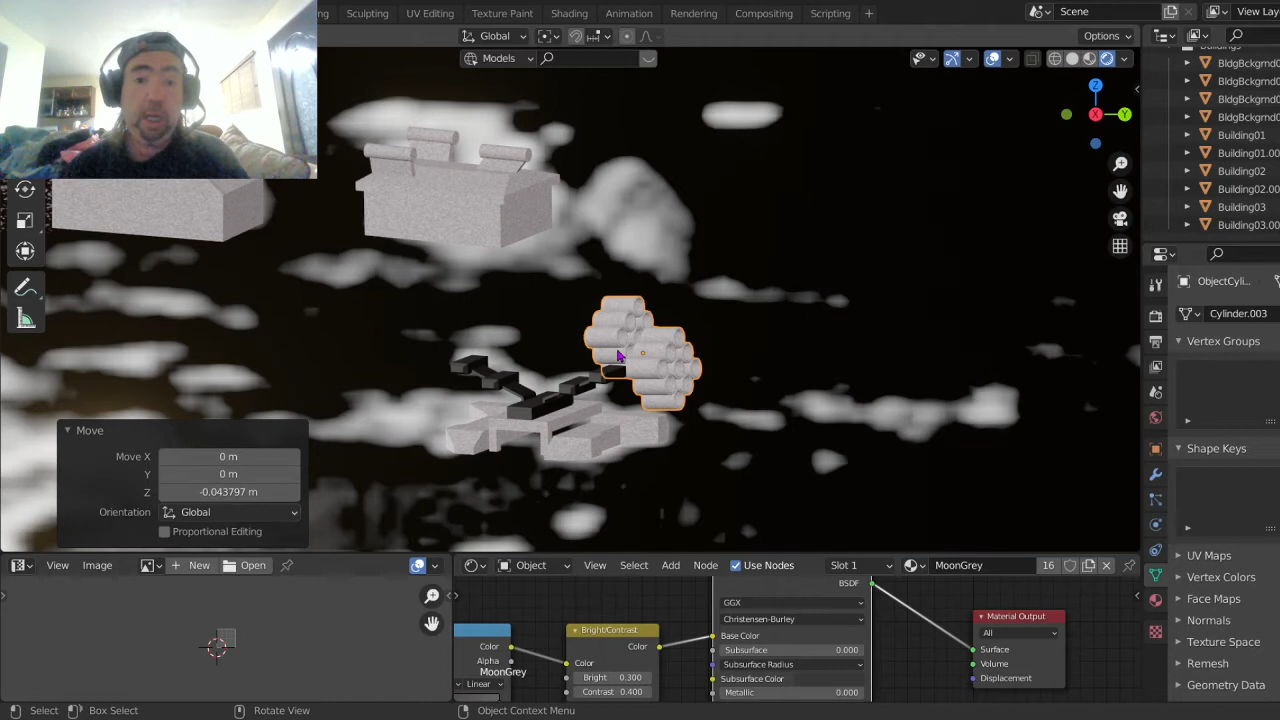 Sculpting UV Editing Texture Paint Shading Animation Rendering Compositing Scripting Scene View Lay
Global Options
Models Buildings
BldgBckgrnd0
BldgBckgrnd0
BldgBckgrnd0
BldgBckgrnd0
Building01
Building01.00
Building02
Building02.00
Building03
Building03.00
Z
X Y
ObjectCyli
Cylinder.003
Vertex Groups
Shape Keys
UV Maps
Vertex Colors
Face Maps
Normals
Texture Space
Remesh
Geometry Data
Move
Move X 0 m
Y 0 m
Z -0.043797 m
Orientation Global
Proportional Editing
View Image New Open
Object View Select Add Node Use Nodes Slot 1 MoonGrey 16
BSDF
GGX
Christensen-Burley
Base Color
Subsurface 0.000
Subsurface Radius
Subsurface Color
Metallic 0.000
Color
Alpha
MoonGrey
Linear
Bright/Contrast
Color
Color
Bright 0.300
Contrast 0.400
Material Output
All
Surface
Volume
Displacement
Select Box Select Rotate View Object Context Menu